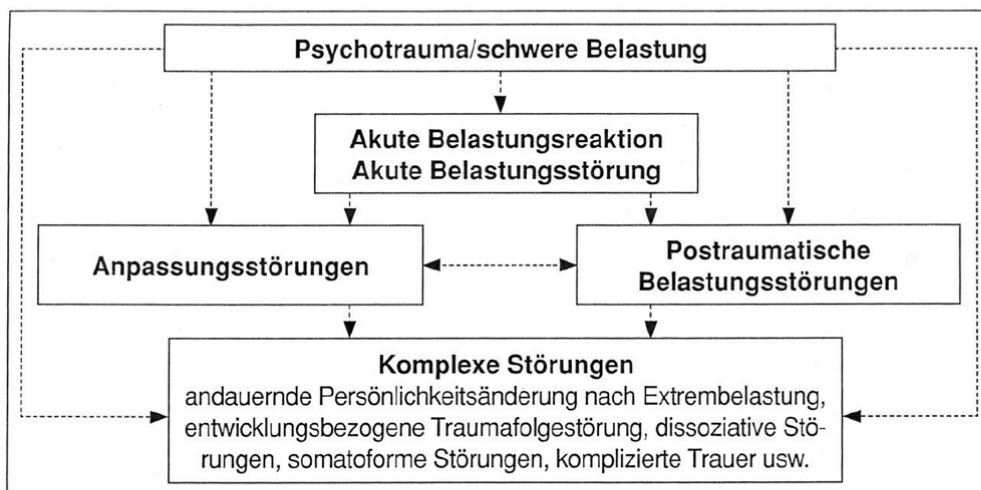 Psychotrauma/schwere Belastung
Akute Belastungsreaktion
Akute Belastungsstörung
Anpassungsstörungen
Postraumatische
Belastungsstörungen
Komplexe Störungen
andauernde Persönlichkeitsänderung nach Extrembelastung,
entwicklungsbezogene Traumafolgestörung, dissoziative Stö-
rungen, somatoforme Störungen, komplizierte Trauer usw.